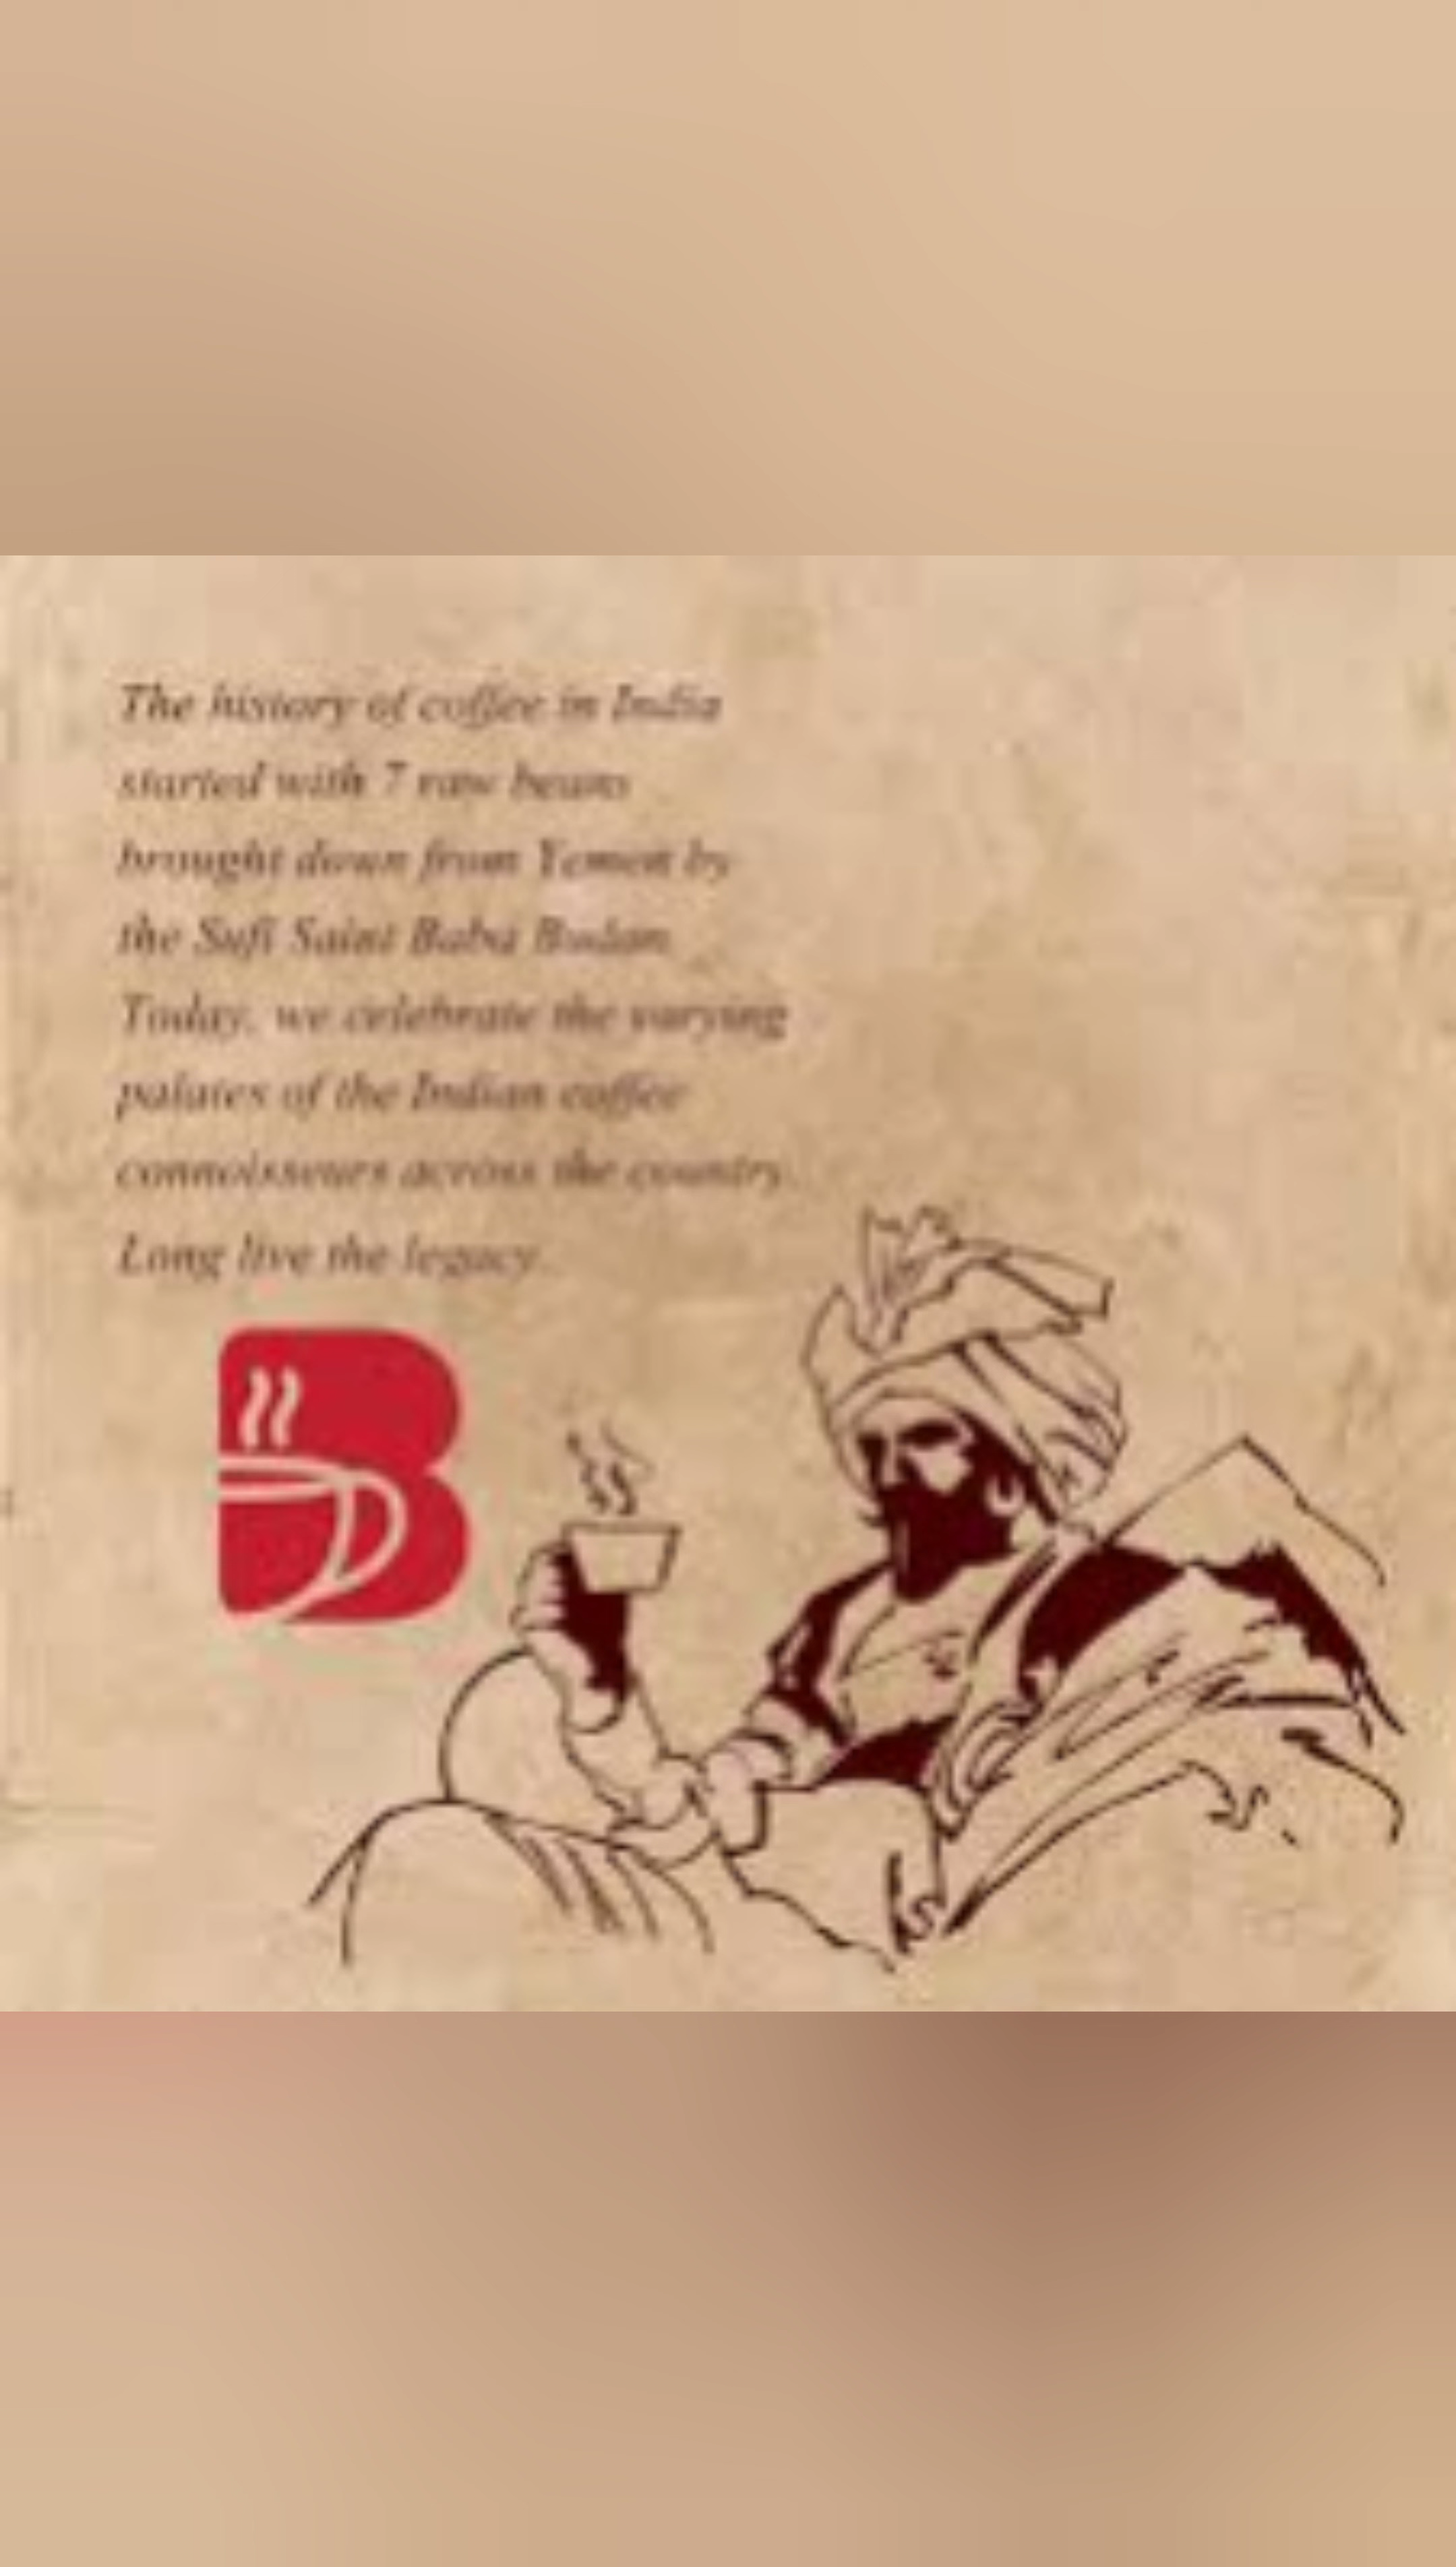 The history of coffee in India
started with 7 raw beans
brought down from Yemen by
the Sufi Saint Baba Budan.
Today, we celebrate the varying
palates of the Indian coffee
connoisseurs across the country.
Long live the legacy.
B